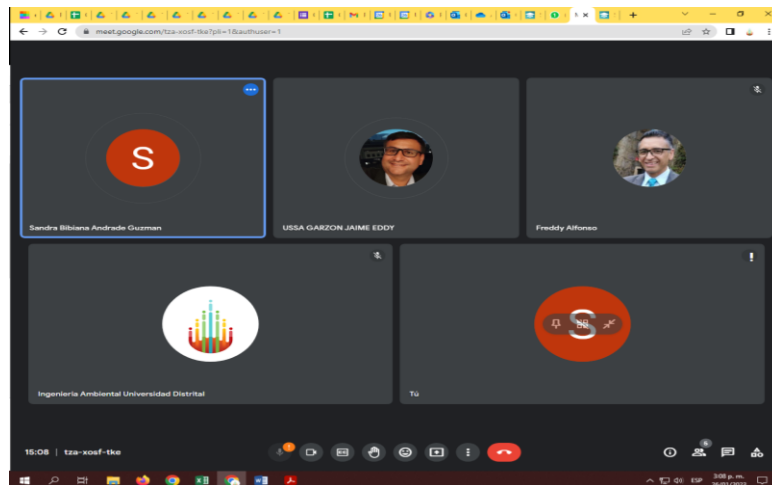 meet.google.com/tza-xosf-tke?pli=1&authuser=1
S
Sandra Bibiana Andrade Guzman
USSA GARZON JAIME EDDY
Freddy Alfonso
Ingenieria Ambiental Universidad Distrital
S
Tú
15:08 | tza-xosf-tke
ESP
3:08 p. m.